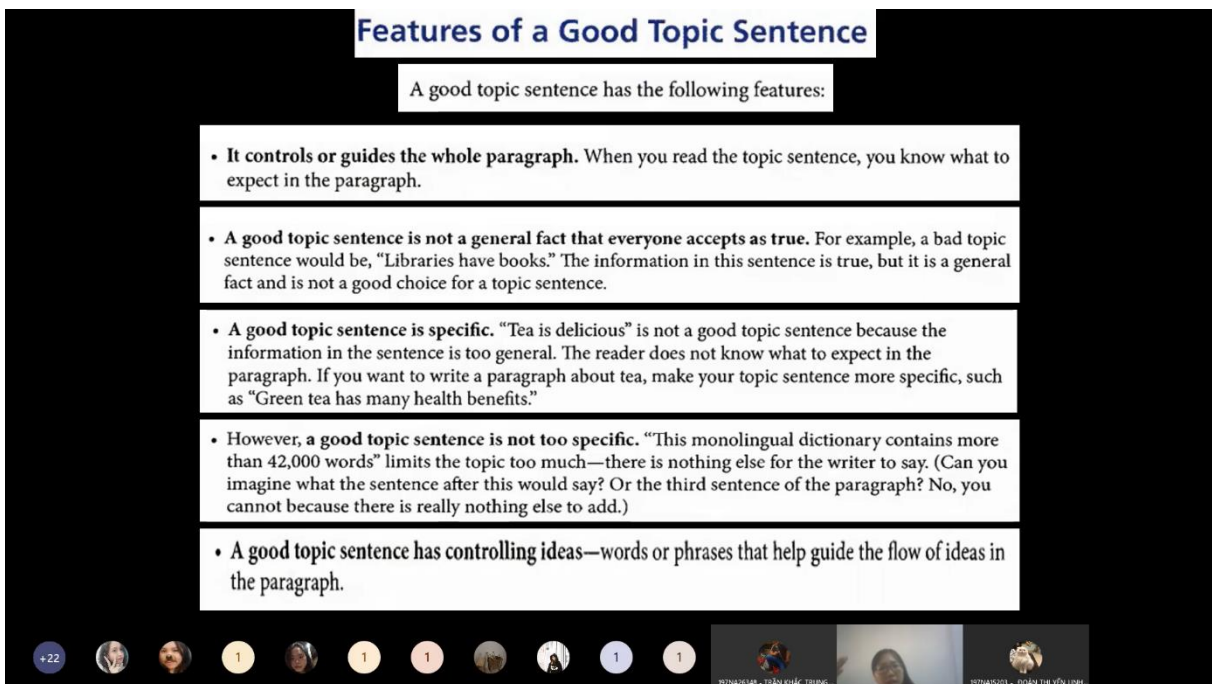 Features of a Good Topic Sentence
A good topic sentence has the following features:
• It controls or guides the whole paragraph. When you read the topic sentence, you know what to
expect in the paragraph.
• A good topic sentence is not a general fact that everyone accepts as true. For example, a bad topic
sentence would be, “Libraries have books.” The information in this sentence is true, but it is a general
fact and is not a good choice for a topic sentence.
• A good topic sentence is specific. “Tea is delicious” is not a good topic sentence because the
information in the sentence is too general. The reader does not know what to expect in the
paragraph. If you want to write a paragraph about tea, make your topic sentence more specific, such
as “Green tea has many health benefits.”
• However, a good topic sentence is not too specific. “This monolingual dictionary contains more
than 42,000 words” limits the topic too much—there is nothing else for the writer to say. (Can you
imagine what the sentence after this would say? Or the third sentence of the paragraph? No, you
cannot because there is really nothing else to add.)
• A good topic sentence has controlling ideas—words or phrases that help guide the flow of ideas in
the paragraph.
+22 1 1 1 1 1
197NA26348 - TRẦN KHẮC TRUNG 197NA15203 - ĐOÀN THỊ YẾN LINH